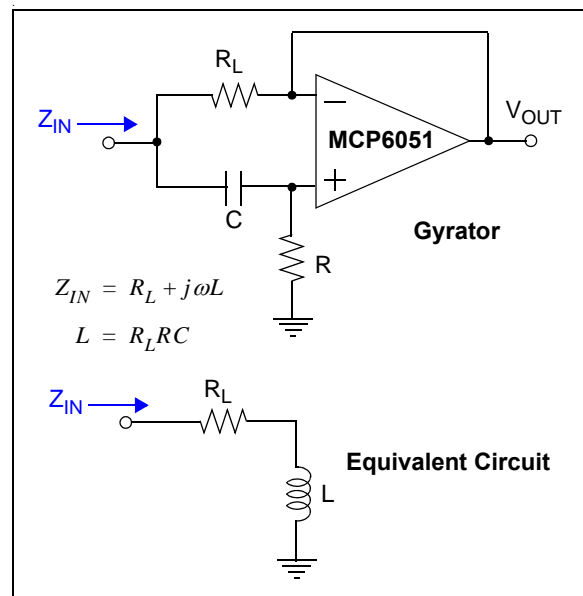 R_L
Z_IN
V_OUT
−
MCP6051
+
C
Gyrator
R
Z_IN = R_L + jωL
L = R_L RC
R_L
Z_IN
Equivalent Circuit
L